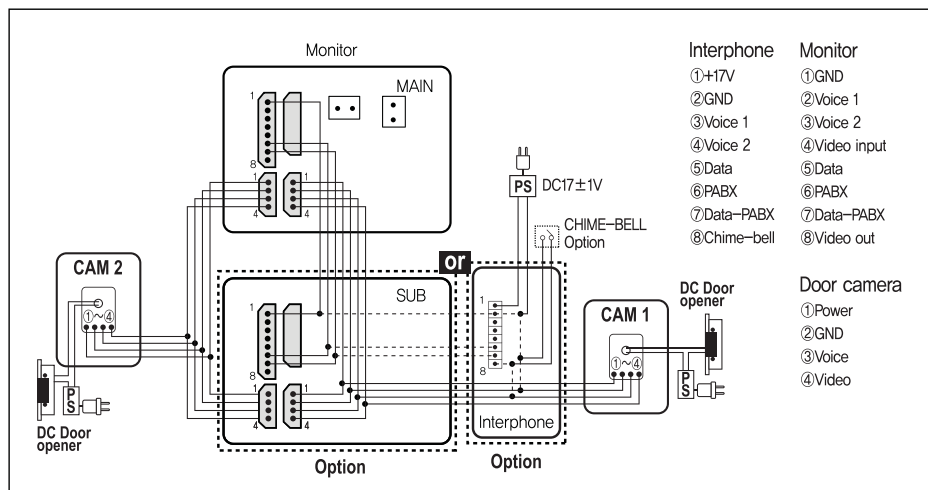 Monitor
MAIN
1
8
1
4
1
4
PS
DC17±1V
CHIME-BELL
Option
CAM 2
①~④
P
S
DC Door
opener
or
SUB
1
8
1
4
1
4
Option
1
8
Interphone
Option
CAM 1
①~④
DC Door
opener
P
S
Interphone
①+17V
②GND
③Voice 1
④Voice 2
⑤Data
⑥PABX
⑦Data-PABX
⑧Chime-bell
Monitor
①GND
②Voice 1
③Voice 2
④Video input
⑤Data
⑥PABX
⑦Data-PABX
⑧Video out
Door camera
①Power
②GND
③Voice
④Video